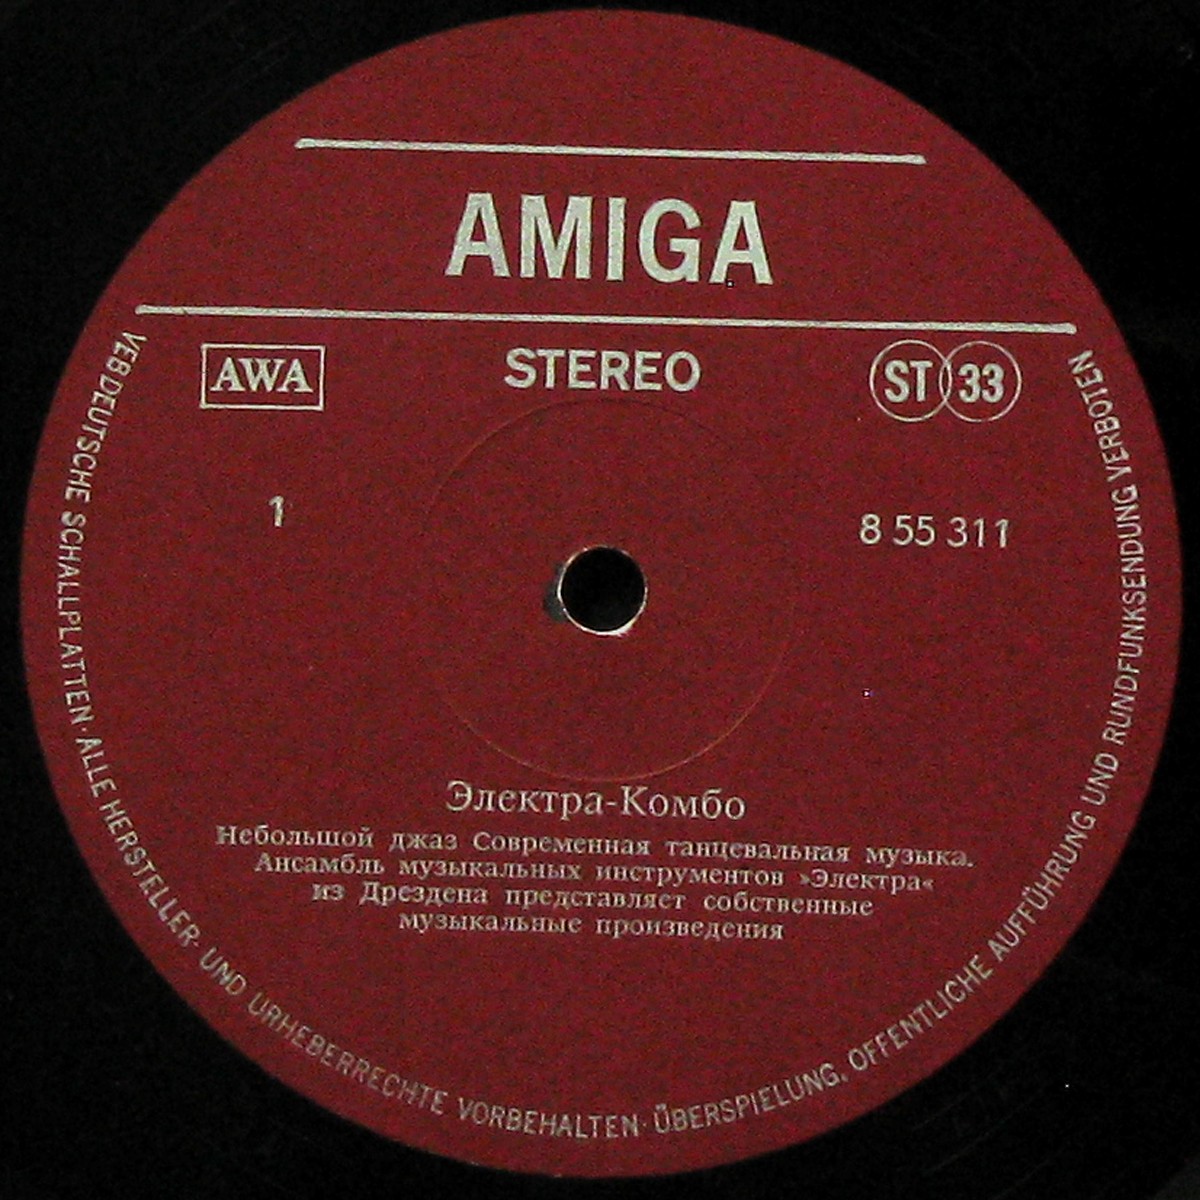 AMIGA
AWA
STEREO
ST 33
1
8 55 311
Электра-Комбо
Небольшой джаз Современная танцевальная музыка.
Ансамбль музыкальных инструментов »Электра«
из Дрездена представляет собственные
музыкальные произведения
VEB DEUTSCHE SCHALLPLATTEN · ALLE HERSTELLER- UND URHEBERRECHTE VORBEHALTEN · ÜBERSPIELUNG, ÖFFENTLICHE AUFFÜHRUNG UND RUNDFUNKSENDUNG VERBOTEN